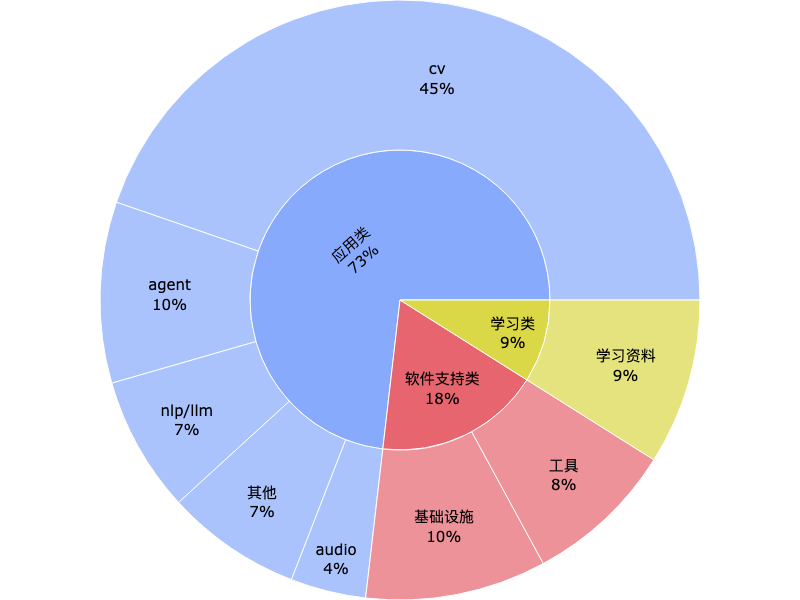 cv
45%
应用类
73%
agent
10%
学习类
9%
学习资料
9%
软件支持类
18%
nlp/llm
7%
工具
8%
其他
7%
基础设施
10%
audio
4%